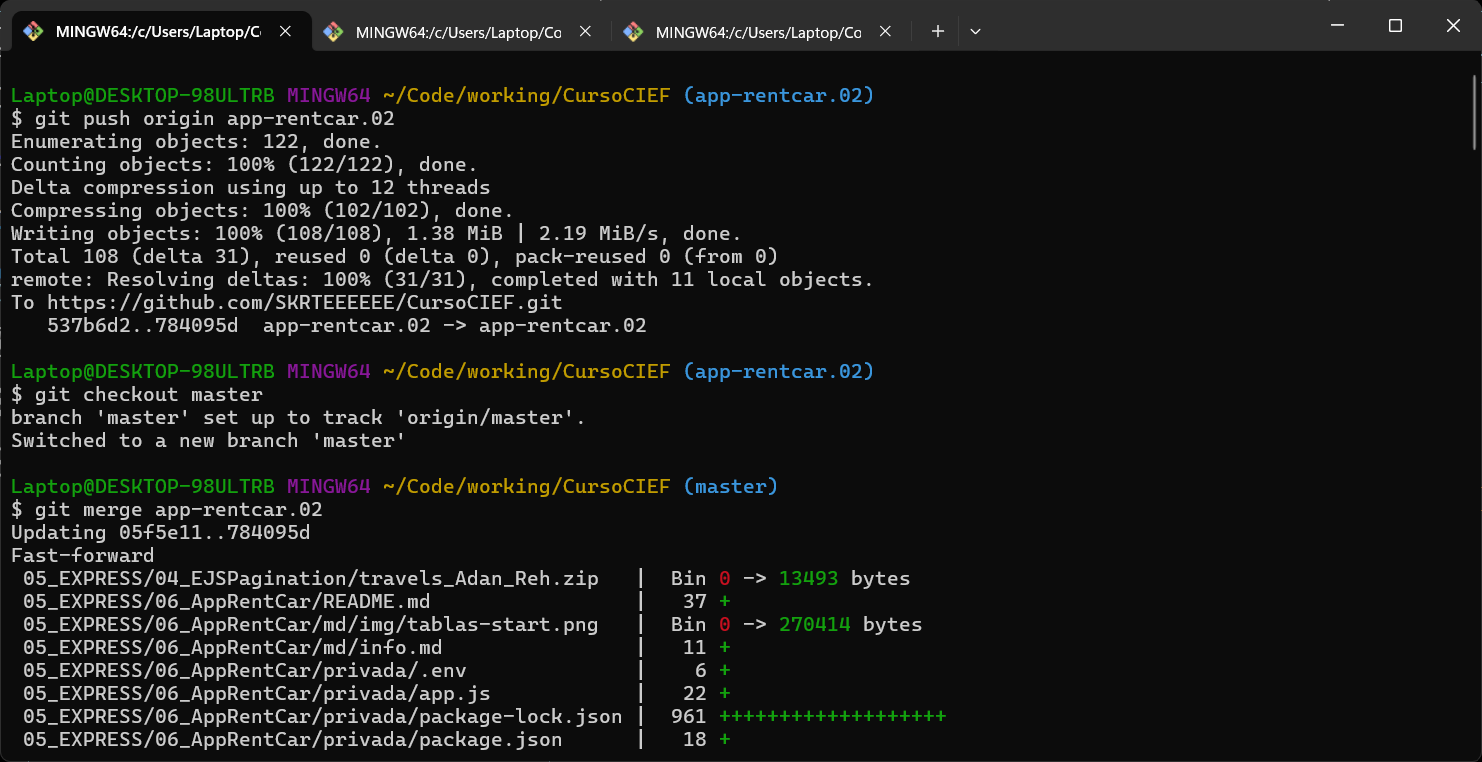 MINGW64:/c/Users/Laptop/Co MINGW64:/c/Users/Laptop/Co MINGW64:/c/Users/Laptop/Co
Laptop@DESKTOP-98ULTRB MINGW64 ~/Code/working/CursoCIEF (app-rentcar.02)
$ git push origin app-rentcar.02
Enumerating objects: 122, done.
Counting objects: 100% (122/122), done.
Delta compression using up to 12 threads
Compressing objects: 100% (102/102), done.
Writing objects: 100% (108/108), 1.38 MiB | 2.19 MiB/s, done.
Total 108 (delta 31), reused 0 (delta 0), pack-reused 0 (from 0)
remote: Resolving deltas: 100% (31/31), completed with 11 local objects.
To https://github.com/SKRTEEEEEE/CursoCIEF.git
   537b6d2..784095d  app-rentcar.02 -> app-rentcar.02
Laptop@DESKTOP-98ULTRB MINGW64 ~/Code/working/CursoCIEF (app-rentcar.02)
$ git checkout master
branch 'master' set up to track 'origin/master'.
Switched to a new branch 'master'
Laptop@DESKTOP-98ULTRB MINGW64 ~/Code/working/CursoCIEF (master)
$ git merge app-rentcar.02
Updating 05f5e11..784095d
Fast-forward
 05_EXPRESS/04_EJSPagination/travels_Adan_Reh.zip   |  Bin 0 -> 13493 bytes
 05_EXPRESS/06_AppRentCar/README.md                 |   37 +
 05_EXPRESS/06_AppRentCar/md/img/tablas-start.png   |  Bin 0 -> 270414 bytes
 05_EXPRESS/06_AppRentCar/md/info.md                |   11 +
 05_EXPRESS/06_AppRentCar/privada/.env              |    6 +
 05_EXPRESS/06_AppRentCar/privada/app.js            |   22 +
 05_EXPRESS/06_AppRentCar/privada/package-lock.json |  961 +++++++++++++++++++
 05_EXPRESS/06_AppRentCar/privada/package.json      |   18 +